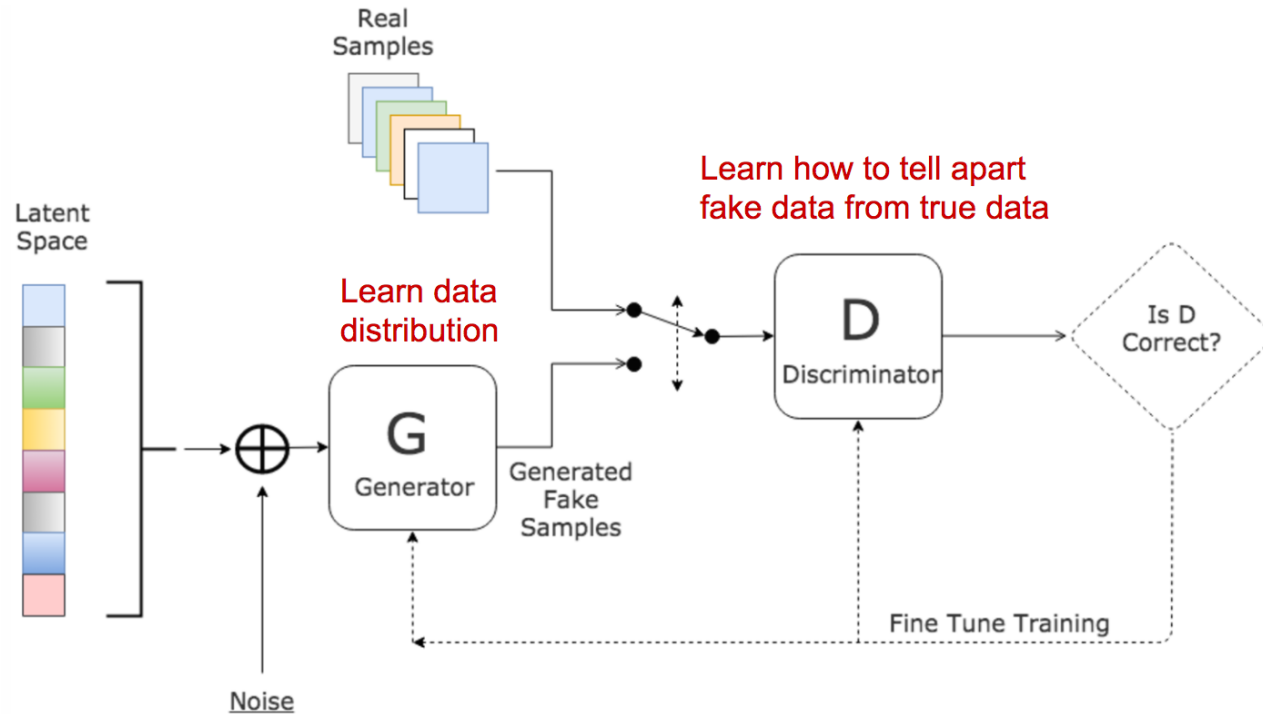 Real
Samples
Learn how to tell apart
fake data from true data
Latent
Space
Learn data
distribution
D
Discriminator
Is D
Correct?
G
Generator
Generated
Fake
Samples
Fine Tune Training
Noise